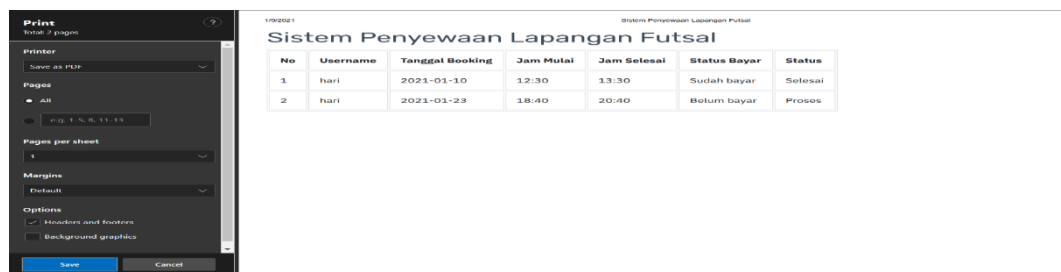 Print
?
Total: 2 pages
Printer
Save as PDF
Pages
All
e.g. 1-5, 8, 11-13
Pages per sheet
1
Margins
Default
Options
Headers and footers
Background graphics
Save Cancel
1/9/2021 Sistem Penyewaan Lapangan Futsal
Sistem Penyewaan Lapangan Futsal
No Username Tanggal Booking Jam Mulai Jam Selesai Status Bayar Status
1 hari 2021-01-10 12:30 13:30 Sudah bayar Selesai
2 hari 2021-01-23 18:40 20:40 Belum bayar Proses